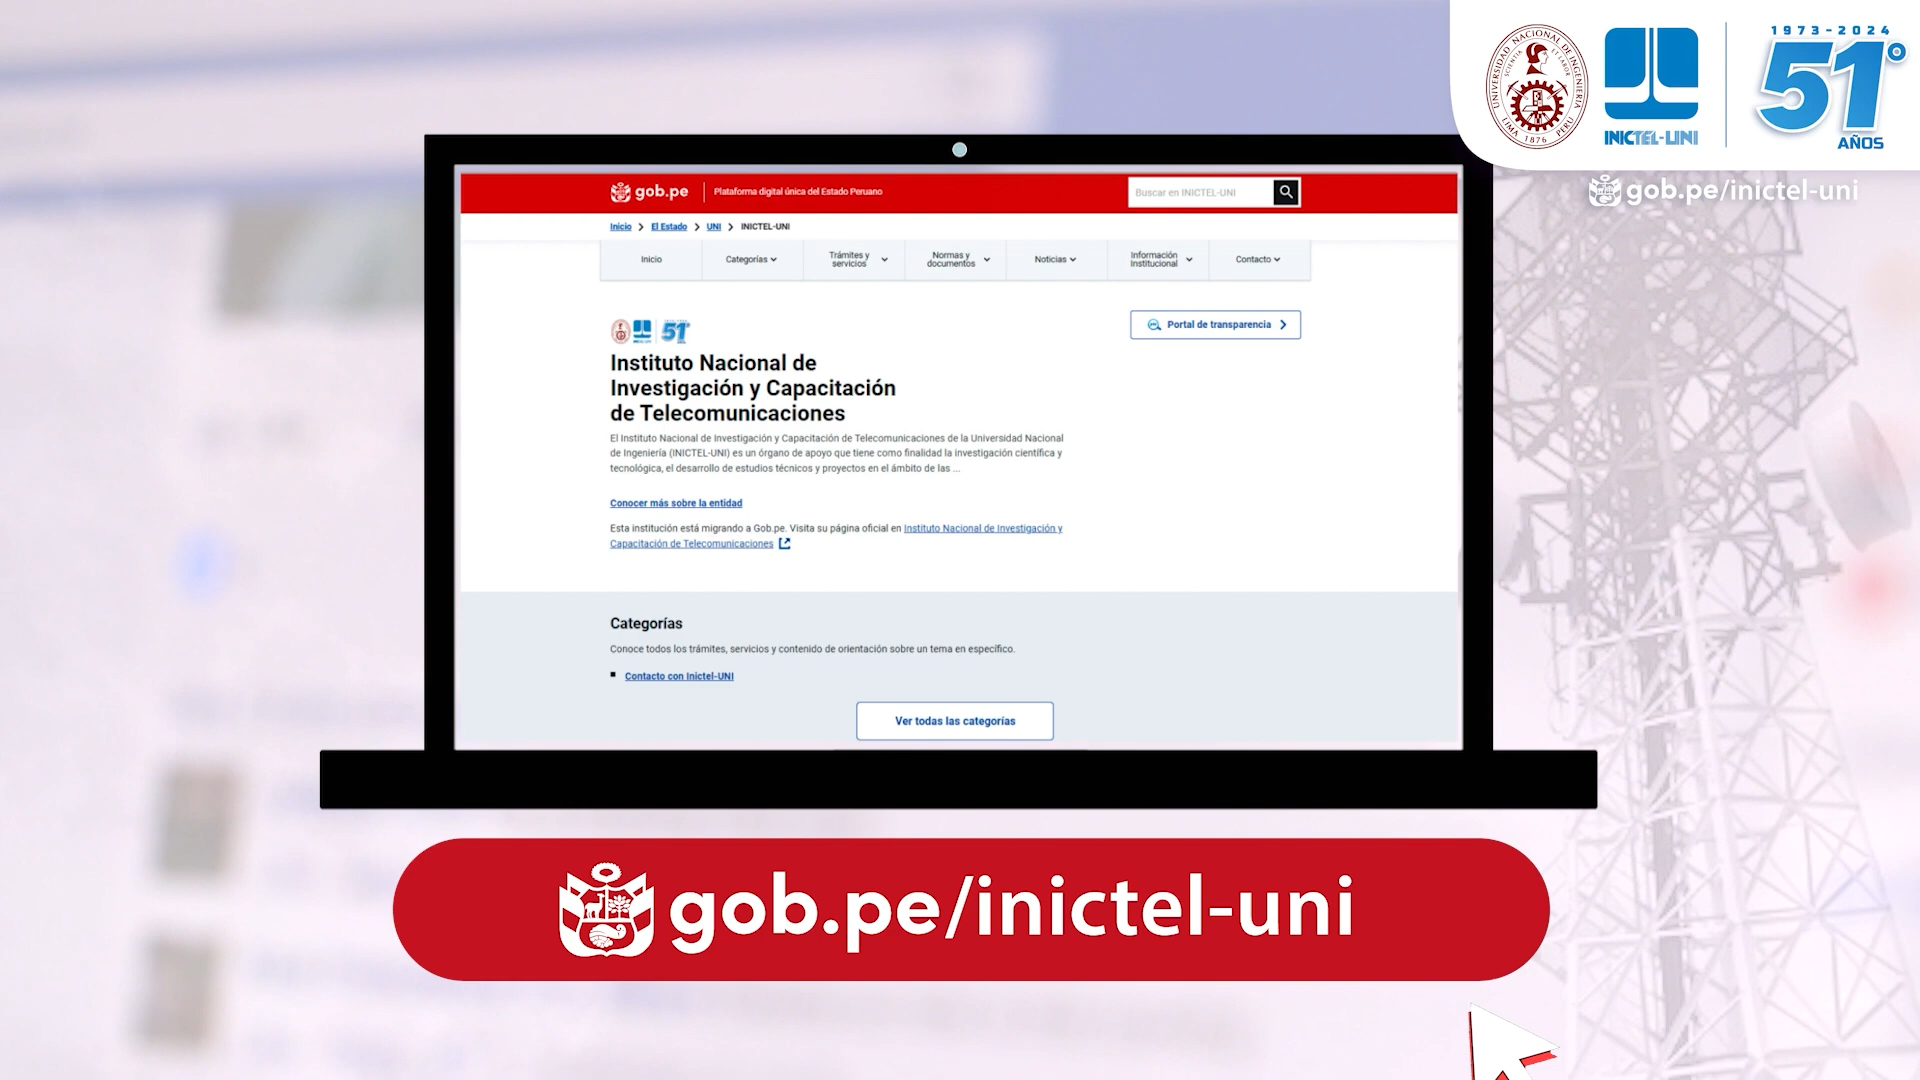 1973-2024
51°
AÑOS
UNIVERSIDAD NACIONAL DE INGENIERIA
SCIENTIA ET LABOR
LIMA 1876 PERU
INICTEL-UNI
gob.pe/inictel-uni
gob.pe
Plataforma digital única del Estado Peruano
Buscar en INICTEL-UNI
Inicio > El Estado > UNI > INICTEL-UNI
Inicio
Categorías
Trámites y
servicios
Normas y
documentos
Noticias
Información
Institucional
Contacto
51°
Portal de transparencia
Instituto Nacional de
Investigación y Capacitación
de Telecomunicaciones
El Instituto Nacional de Investigación y Capacitación de Telecomunicaciones de la Universidad Nacional
de Ingeniería (INICTEL-UNI) es un órgano de apoyo que tiene como finalidad la investigación científica y
tecnológica, el desarrollo de estudios técnicos y proyectos en el ámbito de las ...
Conocer más sobre la entidad
Esta institución está migrando a Gob.pe. Visita su página oficial en Instituto Nacional de Investigación y
Capacitación de Telecomunicaciones
Categorías
Conoce todos los trámites, servicios y contenido de orientación sobre un tema en específico.
Contacto con Inictel-UNI
Ver todas las categorías
gob.pe/inictel-uni